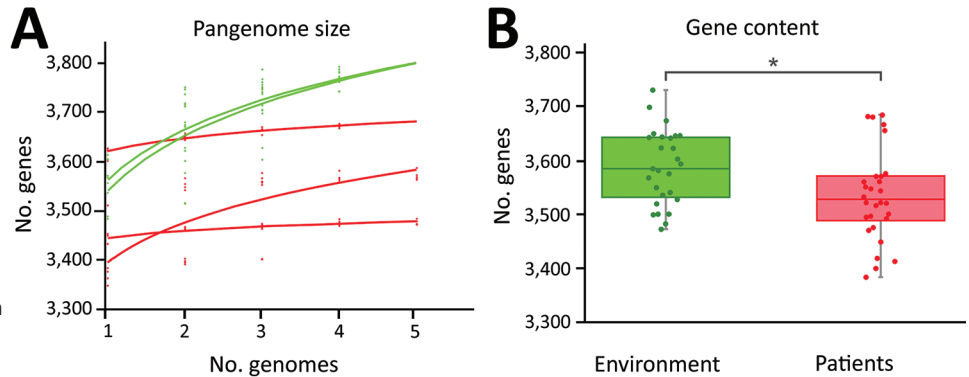 A
Pangenome size
No. genes
3,800
3,700
3,600
3,500
3,400
3,300
1 2 3 4 5
No. genomes
B
Gene content
No. genes
3,800
3,700
3,600
3,500
3,400
3,300
*
Environment Patients